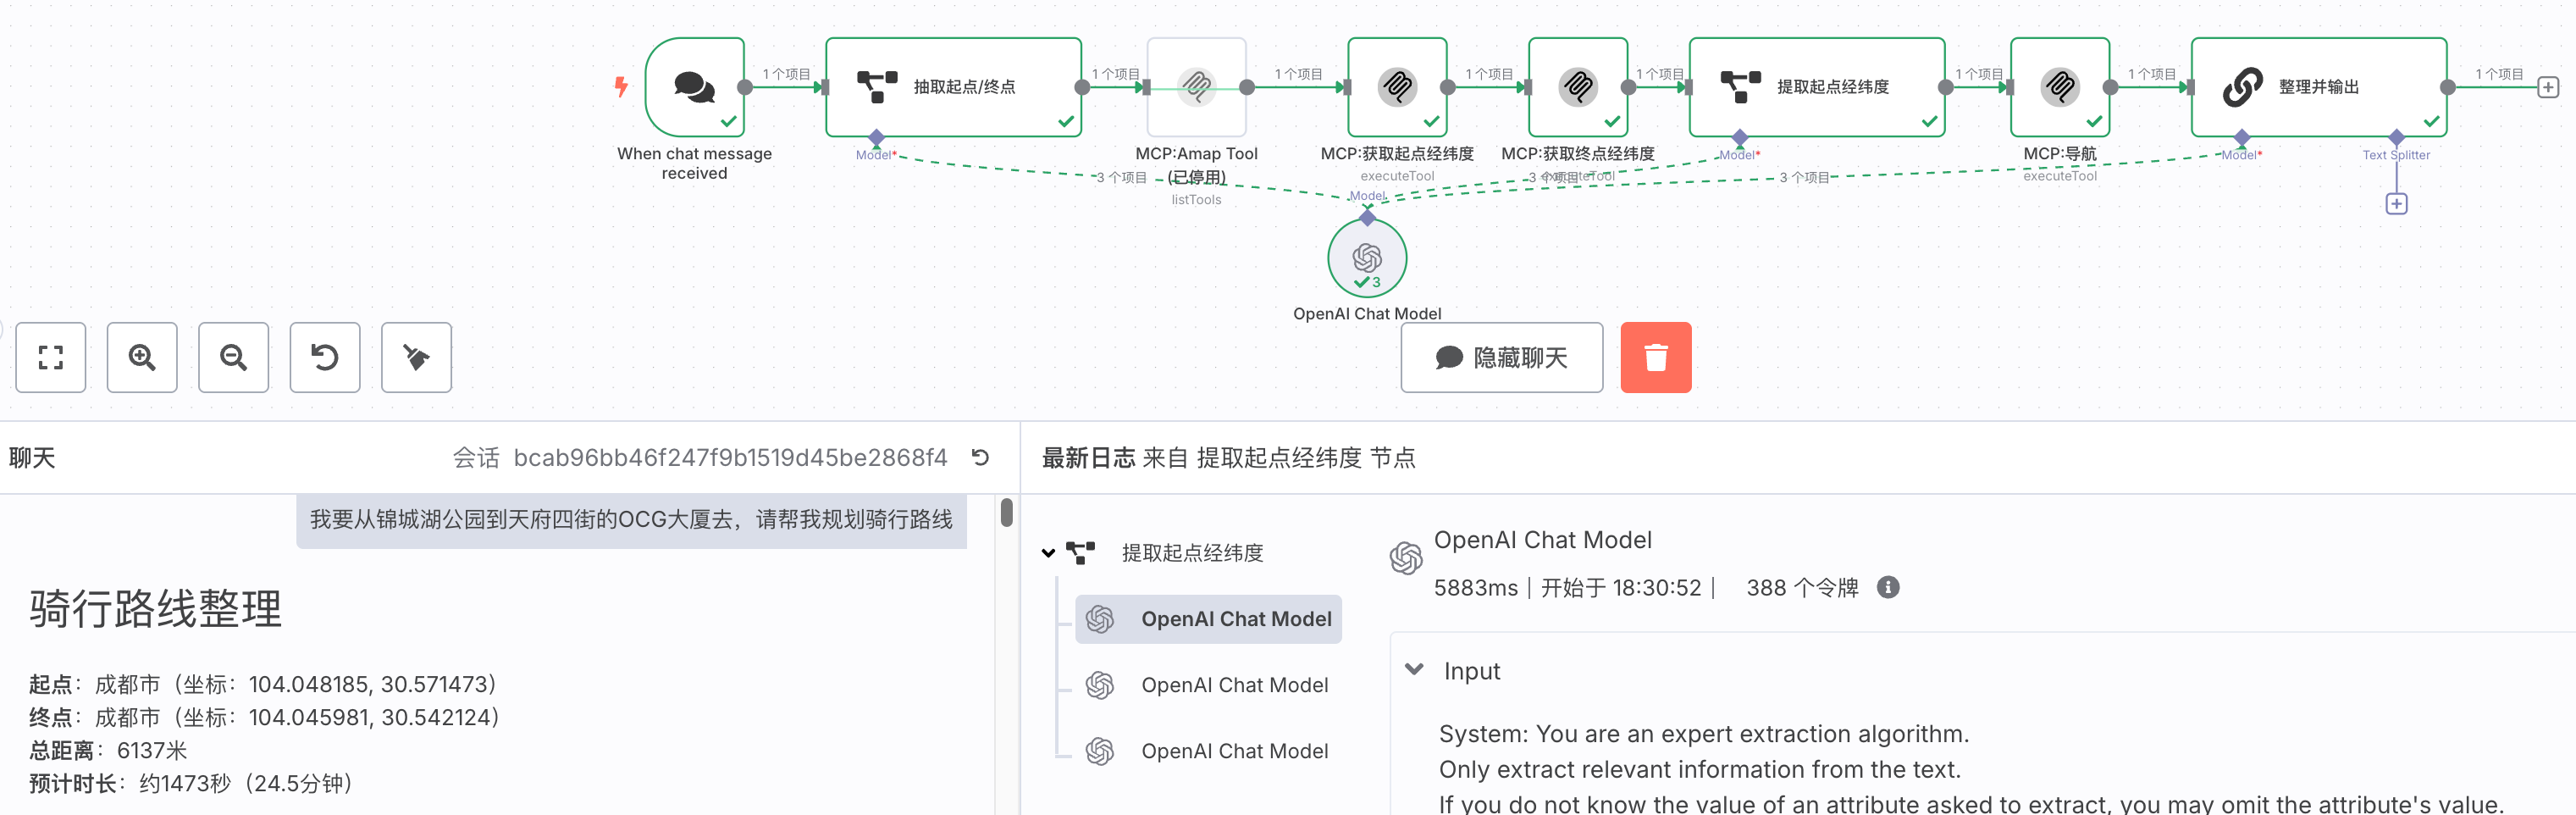 1 个项目
1 个项目
1 个项目
1 个项目
1 个项目
1 个项目
1 个项目
1 个项目
抽取起点/终点
提取起点经纬度
整理并输出
When chat message
received
Model*
MCP:Amap Tool
(已停用)
listTools
MCP:获取起点经纬度
executeTool
MCP:获取终点经纬度
executeTool
Model*
MCP:导航
executeTool
Model*
Text Splitter
3 个项目
3 个项目
3 个项目
Model
3
OpenAI Chat Model
隐藏聊天
聊天
会话 bcab96bb46f247f9b1519d45be2868f4
最新日志 来自 提取起点经纬度 节点
我要从锦城湖公园到天府四街的OCG大厦去，请帮我规划骑行路线
骑行路线整理
起点：成都市（坐标：104.048185, 30.571473）
终点：成都市（坐标：104.045981, 30.542124）
总距离：6137米
预计时长：约1473秒（24.5分钟）
提取起点经纬度
OpenAI Chat Model
OpenAI Chat Model
OpenAI Chat Model
OpenAI Chat Model
5883ms | 开始于 18:30:52 | 388 个令牌
Input
System: You are an expert extraction algorithm.
Only extract relevant information from the text.
If you do not know the value of an attribute asked to extract, you may omit the attribute's value.